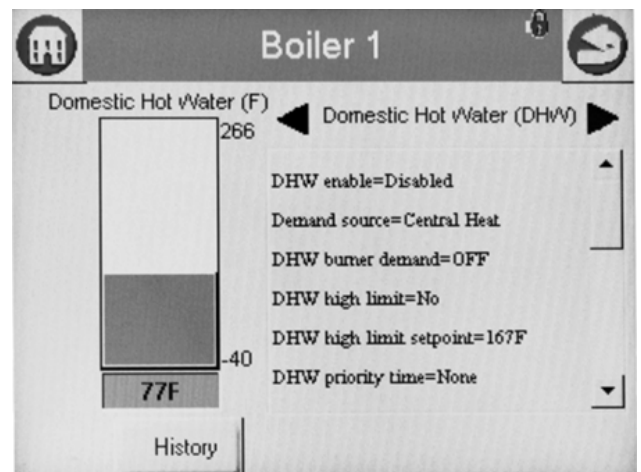 Boiler 1
Domestic Hot Water (F)
266
-40
77F
History
Domestic Hot Water (DHW)
DHW enable=Disabled
Demand source=Central Heat
DHW burner demand=OFF
DHW high limit=No
DHW high limit setpoint=167F
DHW priority time=None